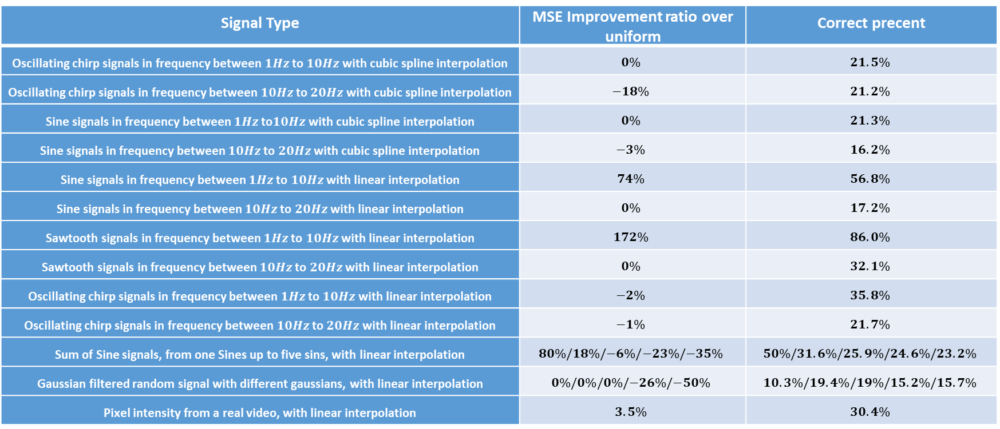 Signal Type
MSE Improvement ratio over
uniform
Correct precent
Oscillating chirp signals in frequency between 1Hz to 10Hz with cubic spline interpolation
0%
21.5%
Oscillating chirp signals in frequency between 10Hz to 20Hz with cubic spline interpolation
−18%
21.2%
Sine signals in frequency between 1Hz to10Hz with cubic spline interpolation
0%
21.3%
Sine signals in frequency between 10Hz to 20Hz with cubic spline interpolation
−3%
16.2%
Sine signals in frequency between 1Hz to 10Hz with linear interpolation
74%
56.8%
Sine signals in frequency between 10Hz to 20Hz with linear interpolation
0%
17.2%
Sawtooth signals in frequency between 1Hz to 10Hz with linear interpolation
172%
86.0%
Sawtooth signals in frequency between 10Hz to 20Hz with linear interpolation
0%
32.1%
Oscillating chirp signals in frequency between 1Hz to 10Hz with linear interpolation
−2%
35.8%
Oscillating chirp signals in frequency between 10Hz to 20Hz with linear interpolation
−1%
21.7%
Sum of Sine signals, from one Sines up to five sins, with linear interpolation
80%/18%/−6%/−23%/−35%
50%/31.6%/25.9%/24.6%/23.2%
Gaussian filtered random signal with different gaussians, with linear interpolation
0%/0%/0%/−26%/−50%
10.3%/19.4%/19%/15.2%/15.7%
Pixel intensity from a real video, with linear interpolation
3.5%
30.4%